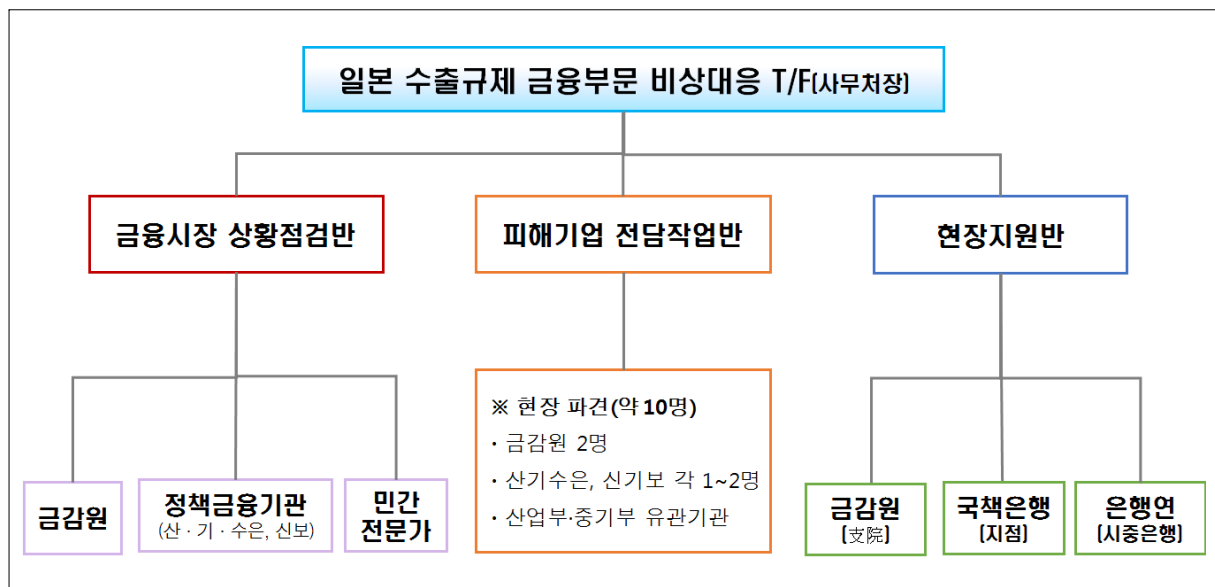 일본 수출규제 금융부문 비상대응 T/F(사무처장)
금융시장 상황점검반
피해기업 전담작업반
현장지원반
금감원
정책금융기관
(산·기·수은, 신보)
민간
전문가
※ 현장 파견(약 10명)
· 금감원 2명
· 산기수은, 신기보 각 1~2명
· 산업부·중기부 유관기관
금감원
(支院)
국책은행
(지점)
은행연
(시중은행)